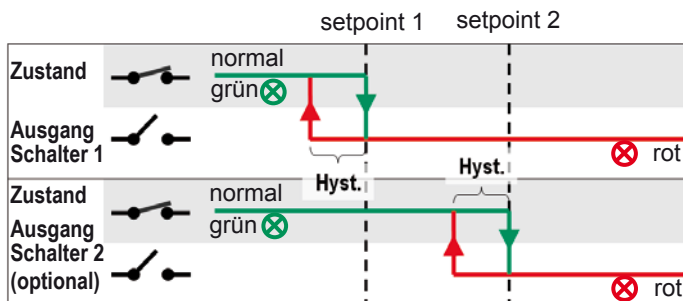 setpoint 1 setpoint 2
Zustand
normal
grün
Ausgang
Schalter 1
rot
Hyst.
Hyst.
Zustand
normal
grün
Ausgang
Schalter 2
(optional)
rot